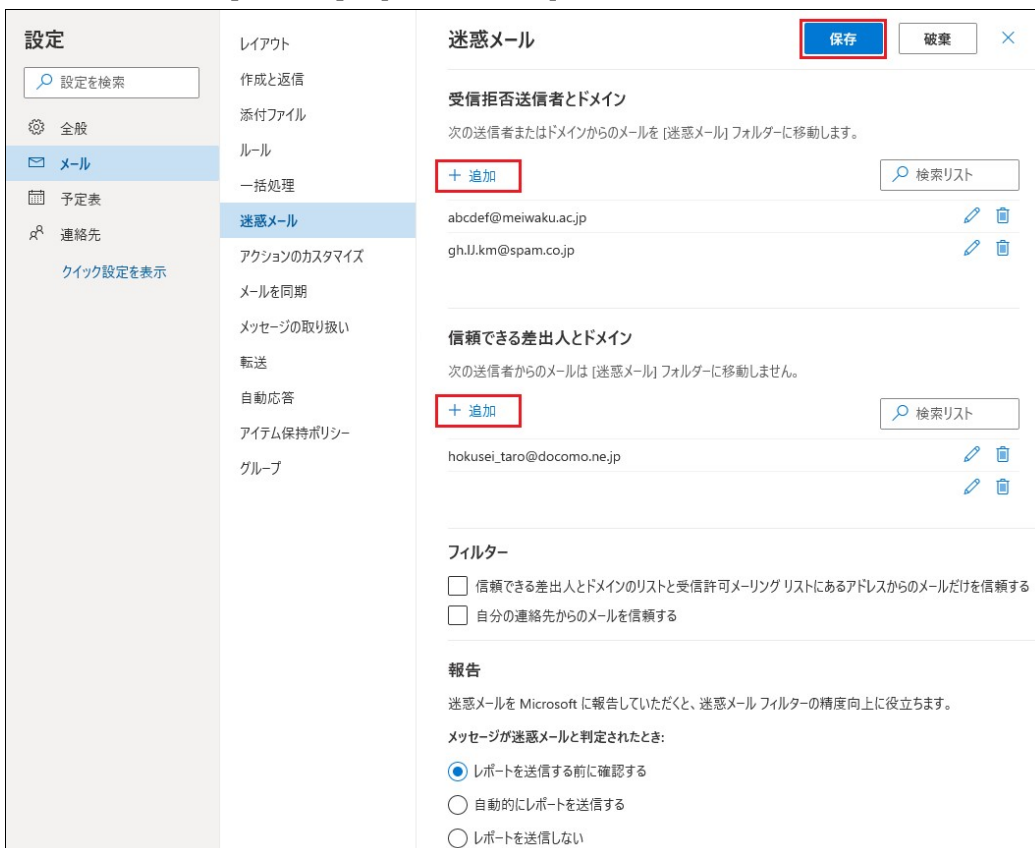 設定
設定を検索
全般
メール
予定表
連絡先
クイック設定を表示
レイアウト
作成と返信
添付ファイル
ルール
一括処理
迷惑メール
アクションのカスタマイズ
メールを同期
メッセージの取り扱い
転送
自動応答
アイテム保持ポリシー
グループ
迷惑メール
保存
破棄
受信拒否送信者とドメイン
次の送信者またはドメインからのメールを [迷惑メール] フォルダーに移動します。
+ 追加
検索リスト
abcdef@meiwaku.ac.jp
gh.IJ.km@spam.co.jp
信頼できる差出人とドメイン
次の送信者からのメールは [迷惑メール] フォルダーに移動しません。
+ 追加
検索リスト
hokusei_taro@docomo.ne.jp
フィルター
信頼できる差出人とドメインのリストと受信許可メーリング リストにあるアドレスからのメールだけを信頼する
自分の連絡先からのメールを信頼する
報告
迷惑メールを Microsoft に報告していただくと、迷惑メール フィルターの精度向上に役立ちます。
メッセージが迷惑メールと判定されたとき:
レポートを送信する前に確認する
自動的にレポートを送信する
レポートを送信しない